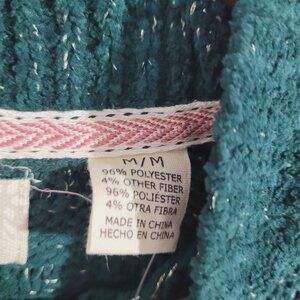 M/M
96% POLYESTER
4% OTHER FIBER
96% POLIÉSTER
4% OTRA FIBRA
MADE IN CHINA
HECHO EN CHINA